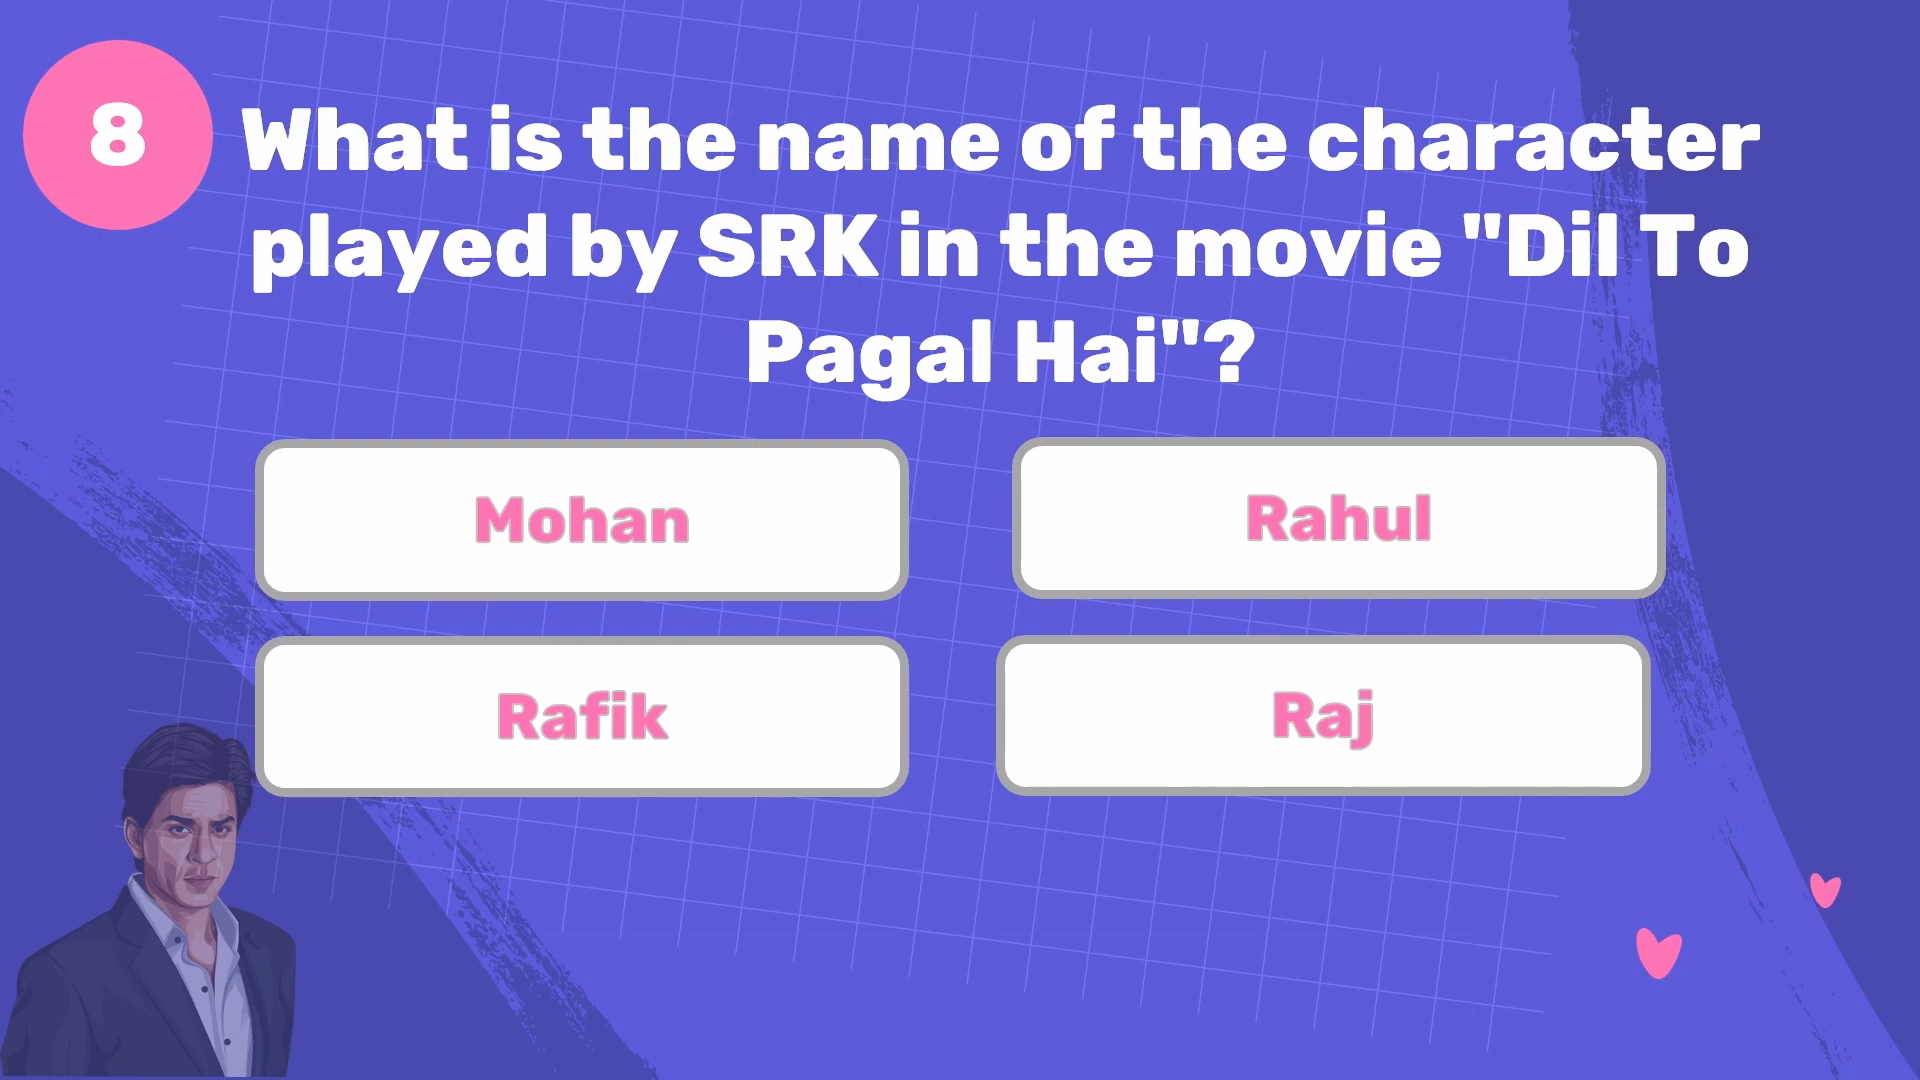 8
What is the name of the character
played by SRK in the movie "Dil To
Pagal Hai"?
Mohan
Rahul
Rafik
Raj